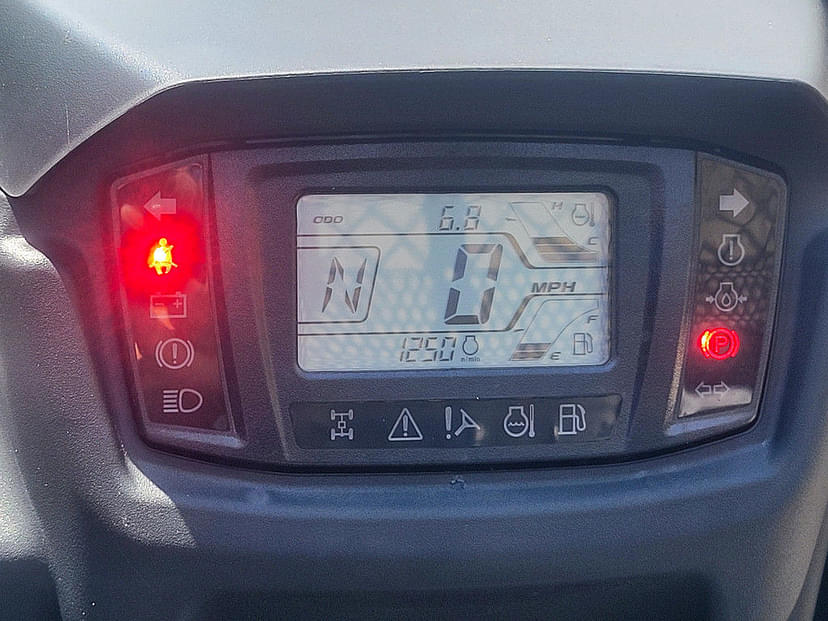 ODO 6.8 H
C
N 0 MPH
F
1250 n/min E
P